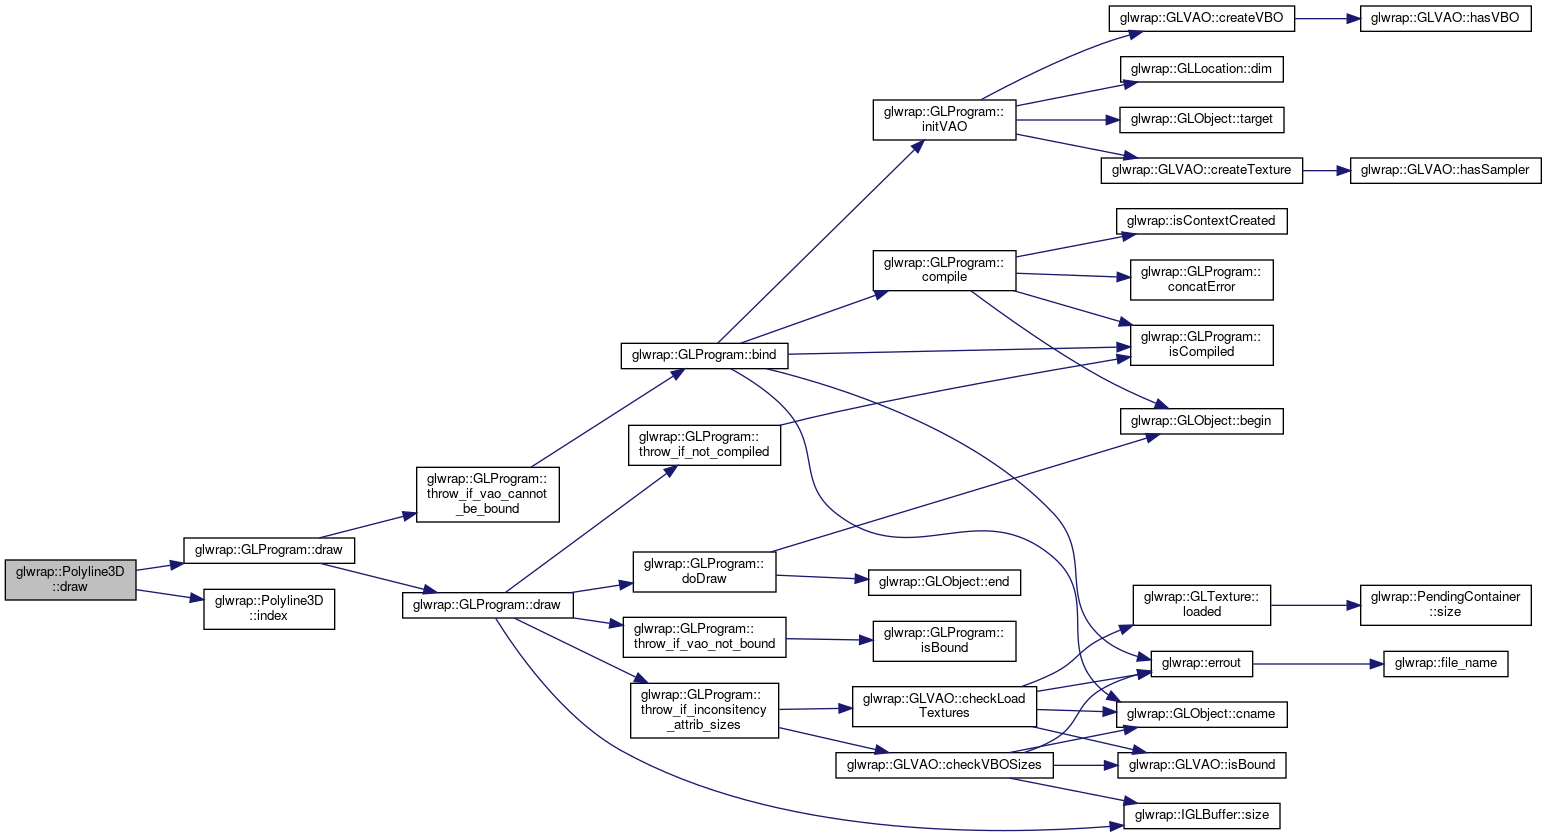 glwrap::GLVAO::createVBO
glwrap::GLVAO::hasVBO
glwrap::GLLocation::dim
glwrap::GLProgram::
initVAO
glwrap::GLObject::target
glwrap::GLVAO::createTexture
glwrap::GLVAO::hasSampler
glwrap::isContextCreated
glwrap::GLProgram::
compile
glwrap::GLProgram::
concatError
glwrap::GLProgram::
isCompiled
glwrap::GLProgram::bind
glwrap::GLObject::begin
glwrap::GLProgram::
throw_if_not_compiled
glwrap::GLProgram::
throw_if_vao_cannot
_be_bound
glwrap::GLProgram::draw
glwrap::Polyline3D
::draw
glwrap::Polyline3D
::index
glwrap::GLProgram::draw
glwrap::GLProgram::
doDraw
glwrap::GLObject::end
glwrap::GLProgram::
throw_if_vao_not_bound
glwrap::GLProgram::
isBound
glwrap::GLTexture::
loaded
glwrap::PendingContainer
::size
glwrap::errout
glwrap::file_name
glwrap::GLProgram::
throw_if_inconsitency
_attrib_sizes
glwrap::GLVAO::checkLoad
Textures
glwrap::GLObject::cname
glwrap::GLVAO::checkVBOSizes
glwrap::GLVAO::isBound
glwrap::IGLBuffer::size